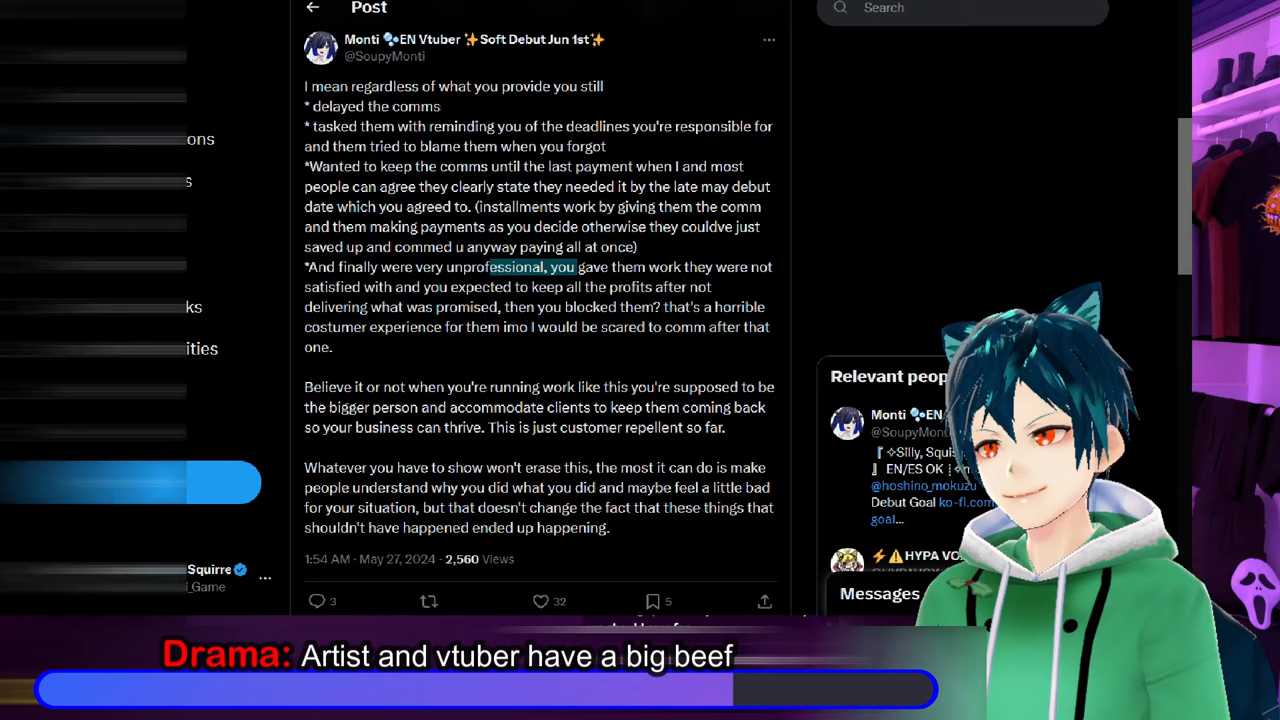 Post
Search
Monti 🫧EN Vtuber ✨Soft Debut Jun 1st✨
@SoupyMonti
I mean regardless of what you provide you still
* delayed the comms
* tasked them with reminding you of the deadlines you're responsible for
and them tried to blame them when you forgot
*Wanted to keep the comms until the last payment when I and most
people can agree they clearly state they needed it by the late may debut
date which you agreed to. (installments work by giving them the comm
and them making payments as you decide otherwise they couldve just
saved up and commed u anyway paying all at once)
*And finally were very unprofessional, you gave them work they were not
satisfied with and you expected to keep all the profits after not
delivering what was promised, then you blocked them? that's a horrible
costumer experience for them imo I would be scared to comm after that
one.
Believe it or not when you're running work like this you're supposed to be
the bigger person and accommodate clients to keep them coming back
so your business can thrive. This is just customer repellent so far.
Whatever you have to show won't erase this, the most it can do is make
people understand why you did what you did and maybe feel a little bad
for your situation, but that doesn't change the fact that these things that
shouldn't have happened ended up happening.
1:54 AM · May 27, 2024 · 2,560 Views
3
32
5
ons
s
ks
ities
Squirre
_Game
Relevant peop
Monti 🫧EN
@SoupyMonti
『 ✧Silly, Squis
』 EN/ES OK
@hoshino_mokuzu
Debut Goal ko-fi.com
goal...
⚡⚠️HYPA VO
Messages
Drama: Artist and vtuber have a big beef